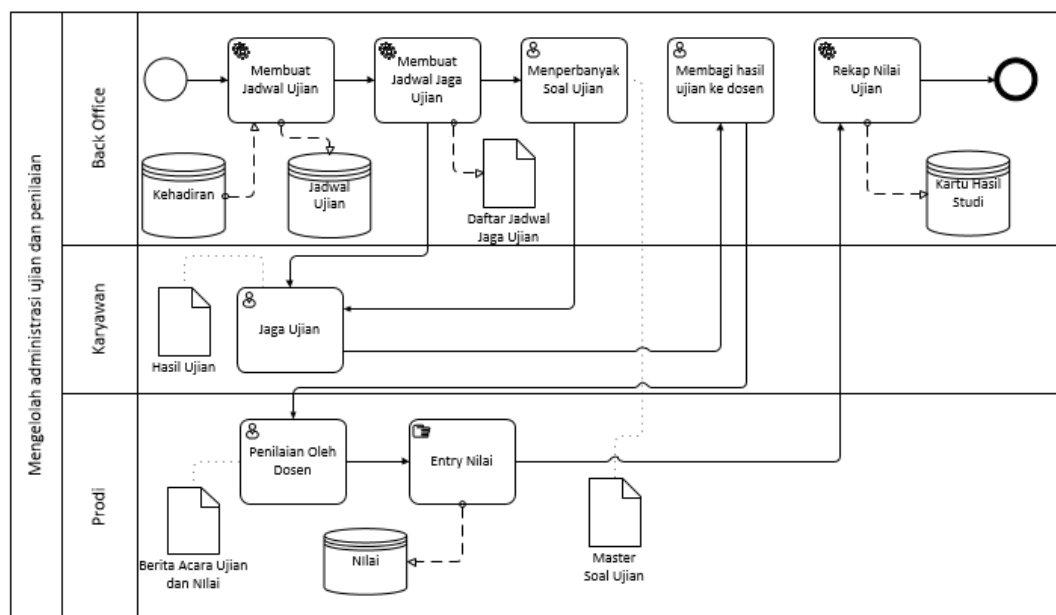 Mengelolah administrasi ujian dan penilaian
Back Office
Membuat
Jadwal Ujian
Membuat
Jadwal Jaga
Ujian
Menperbanyak
Soal Ujian
Membagi hasil
ujian ke dosen
Rekap Nilai
Ujian
Kehadiran
Jadwal
Ujian
Daftar Jadwal
Jaga Ujian
Kartu Hasil
Studi
Karyawan
Jaga Ujian
Hasil Ujian
Prodi
Penilaian Oleh
Dosen
Entry Nilai
Berita Acara Ujian
dan NIlai
NIlai
Master
Soal Ujian